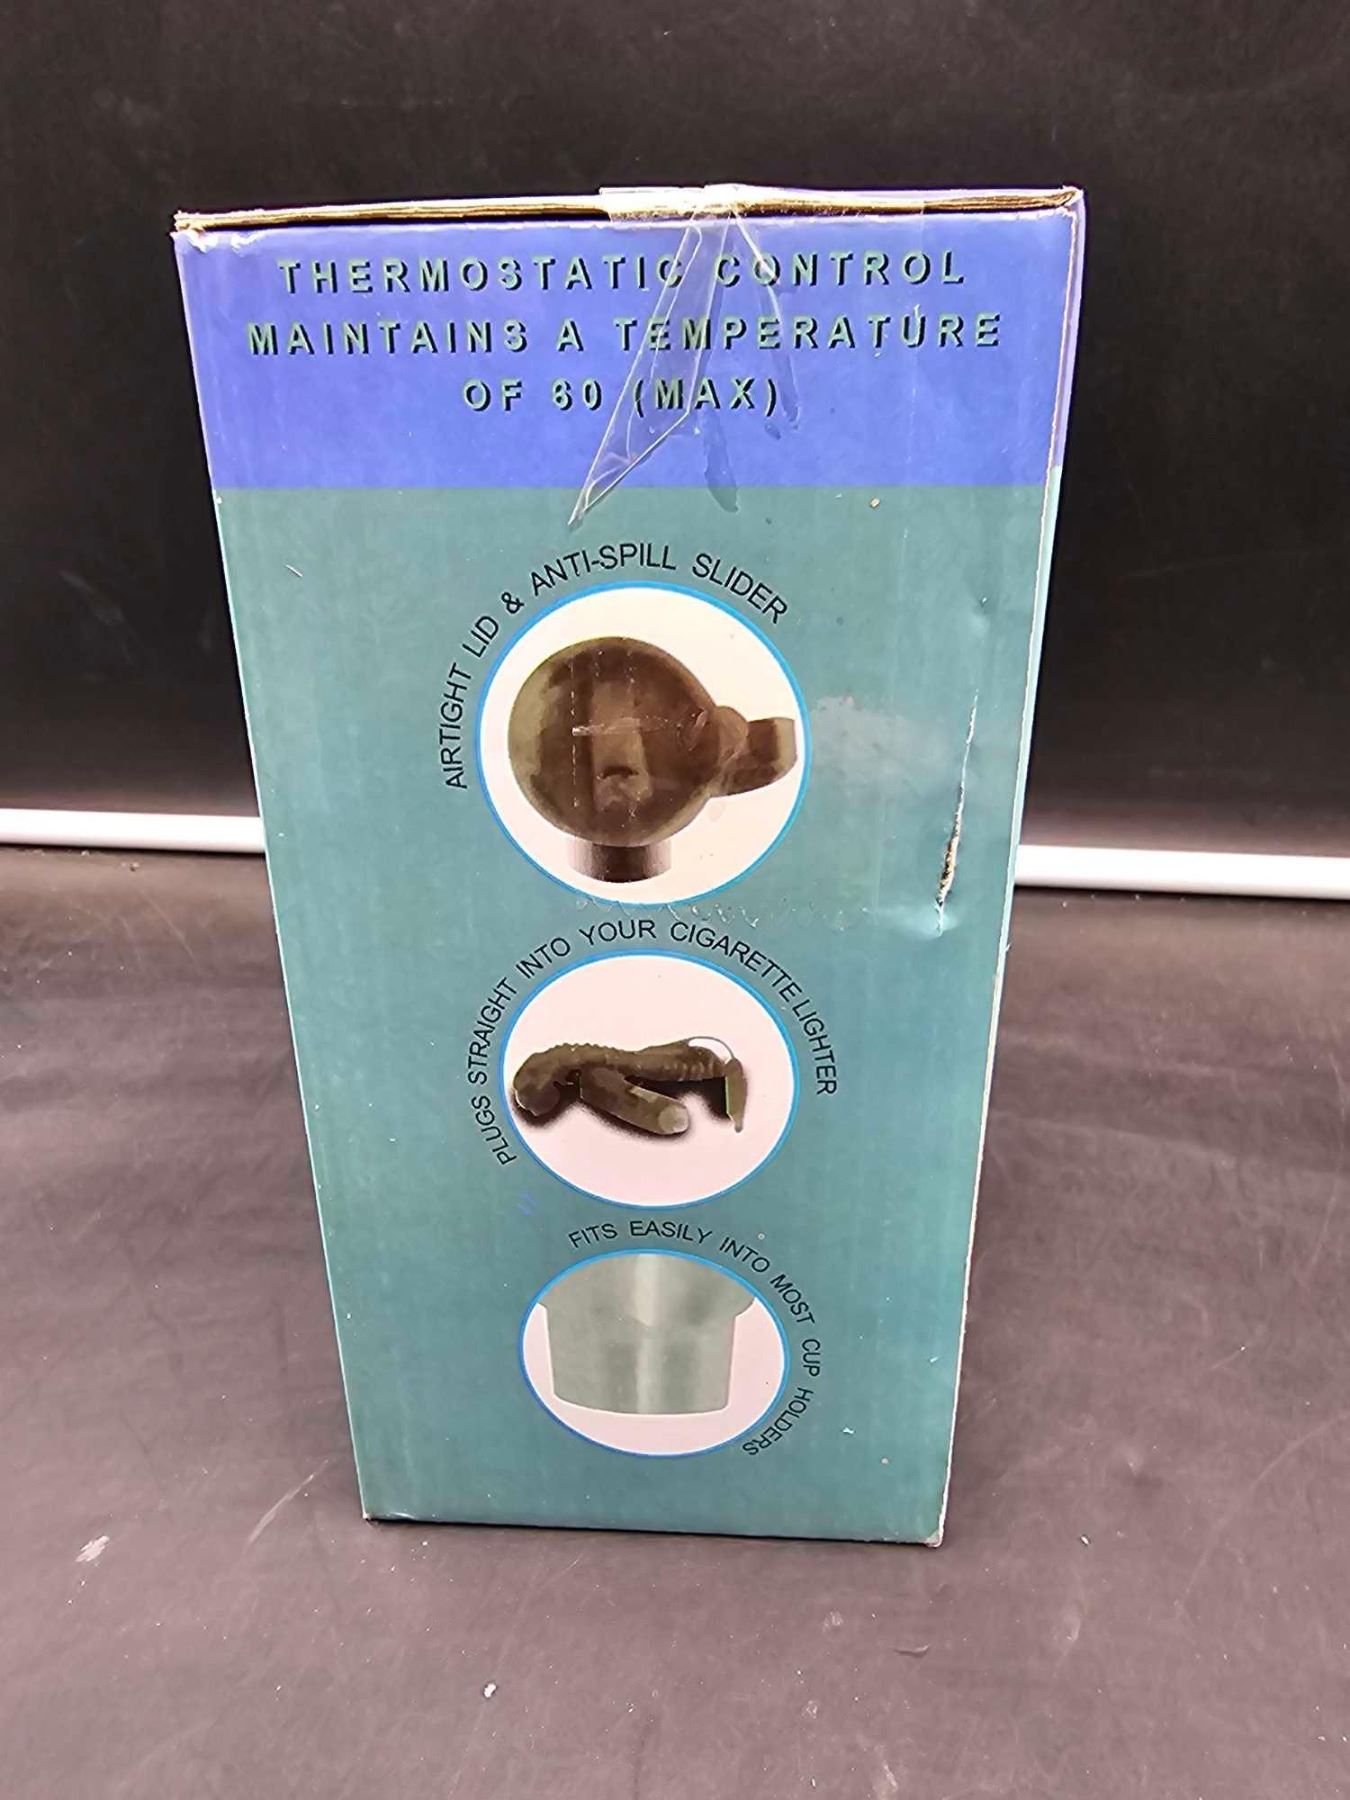 THERMOSTATIC CONTROL
MAINTAINS A TEMPERATURE
OF 60 (MAX)
AIRTIGHT LID & ANTI-SPILL SLIDER
PLUGS STRAIGHT INTO YOUR CIGARETTE LIGHTER
FITS EASILY INTO MOST CUP HOLDERS